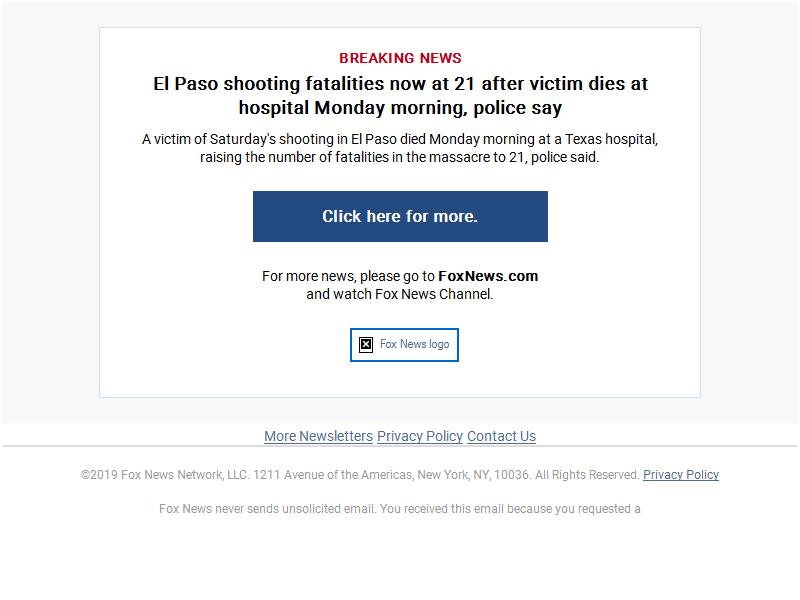 BREAKING NEWS
El Paso shooting fatalities now at 21 after victim dies at
hospital Monday morning, police say
A victim of Saturday's shooting in El Paso died Monday morning at a Texas hospital,
raising the number of fatalities in the massacre to 21, police said.
Click here for more.
For more news, please go to FoxNews.com
and watch Fox News Channel.
Fox News logo
More Newsletters Privacy Policy Contact Us
©2019 Fox News Network, LLC. 1211 Avenue of the Americas, New York, NY, 10036. All Rights Reserved. Privacy Policy
Fox News never sends unsolicited email. You received this email because you requested a